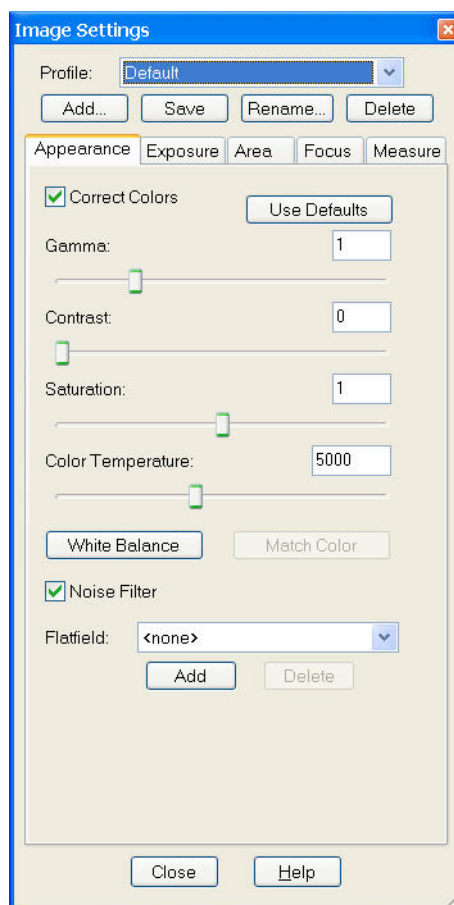 Image Settings
Profile: Default
Add... Save Rename... Delete
Appearance Exposure Area Focus Measure
Correct Colors
Use Defaults
Gamma: 1
Contrast: 0
Saturation: 1
Color Temperature: 5000
White Balance Match Color
Noise Filter
Flatfield: <none>
Add Delete
Close Help